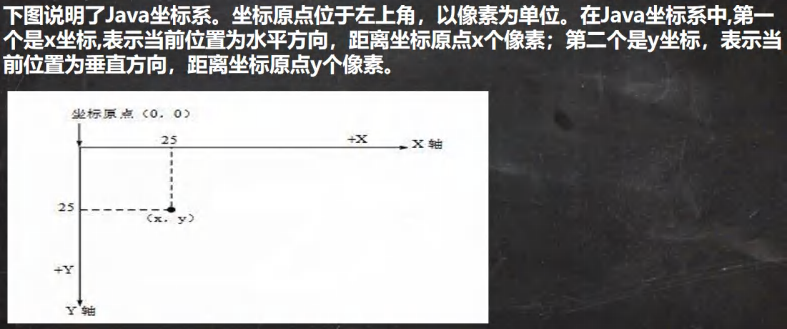 下图说明了Java坐标系。坐标原点位于左上角，以像素为单位。在Java坐标系中,第一
个是x坐标,表示当前位置为水平方向，距离坐标原点x个像素；第二个是y坐标，表示当
前位置为垂直方向，距离坐标原点y个像素。
坐标原点（0．0）
25
+X
X 轴
25
（x．y）
+Y
Y 轴